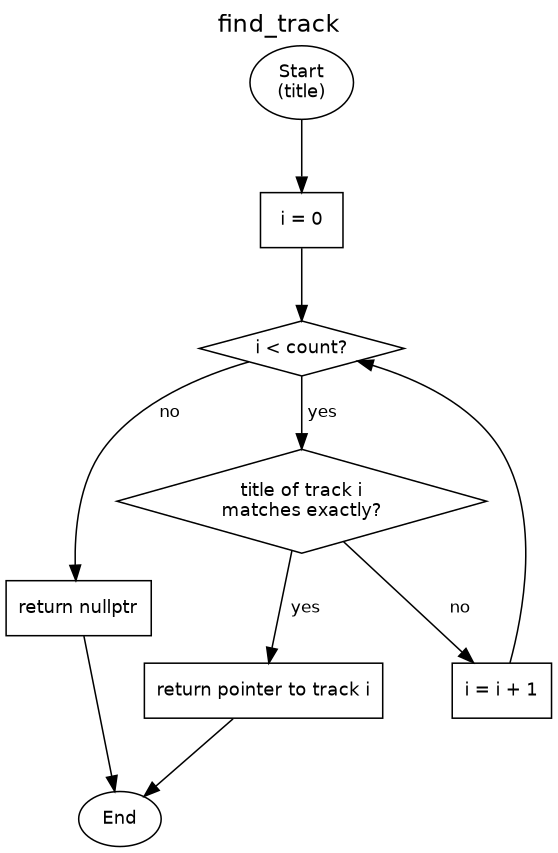 find_track
Start
(title)
i = 0
i < count?
no
yes
title of track i
matches exactly?
return nullptr
yes
no
return pointer to track i
i = i + 1
End